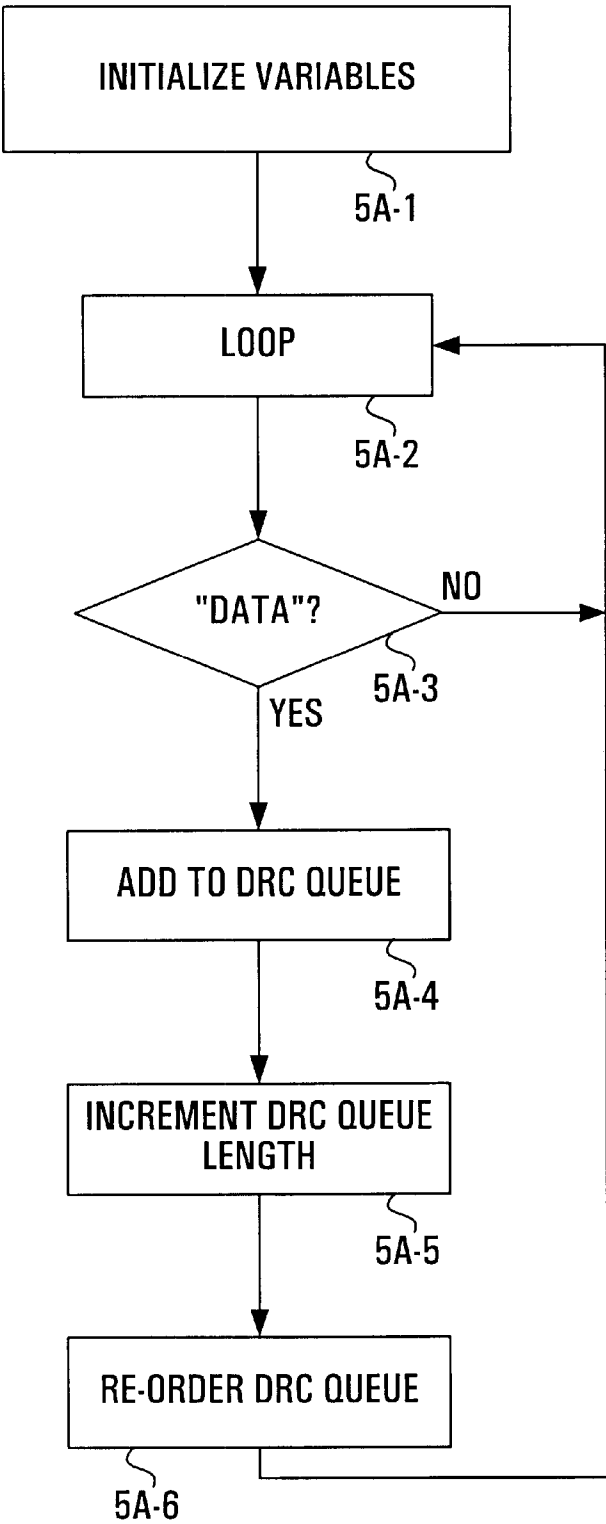 INITIALIZE VARIABLES
5A-1
LOOP
5A-2
"DATA"?
NO
5A-3
YES
ADD TO DRC QUEUE
5A-4
INCREMENT DRC QUEUE
LENGTH
5A-5
RE-ORDER DRC QUEUE
5A-6